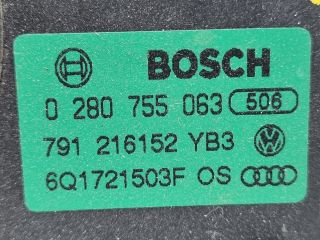 BOSCH
0 280 755 063 506
791 216152 YB3
6Q1721503F OS